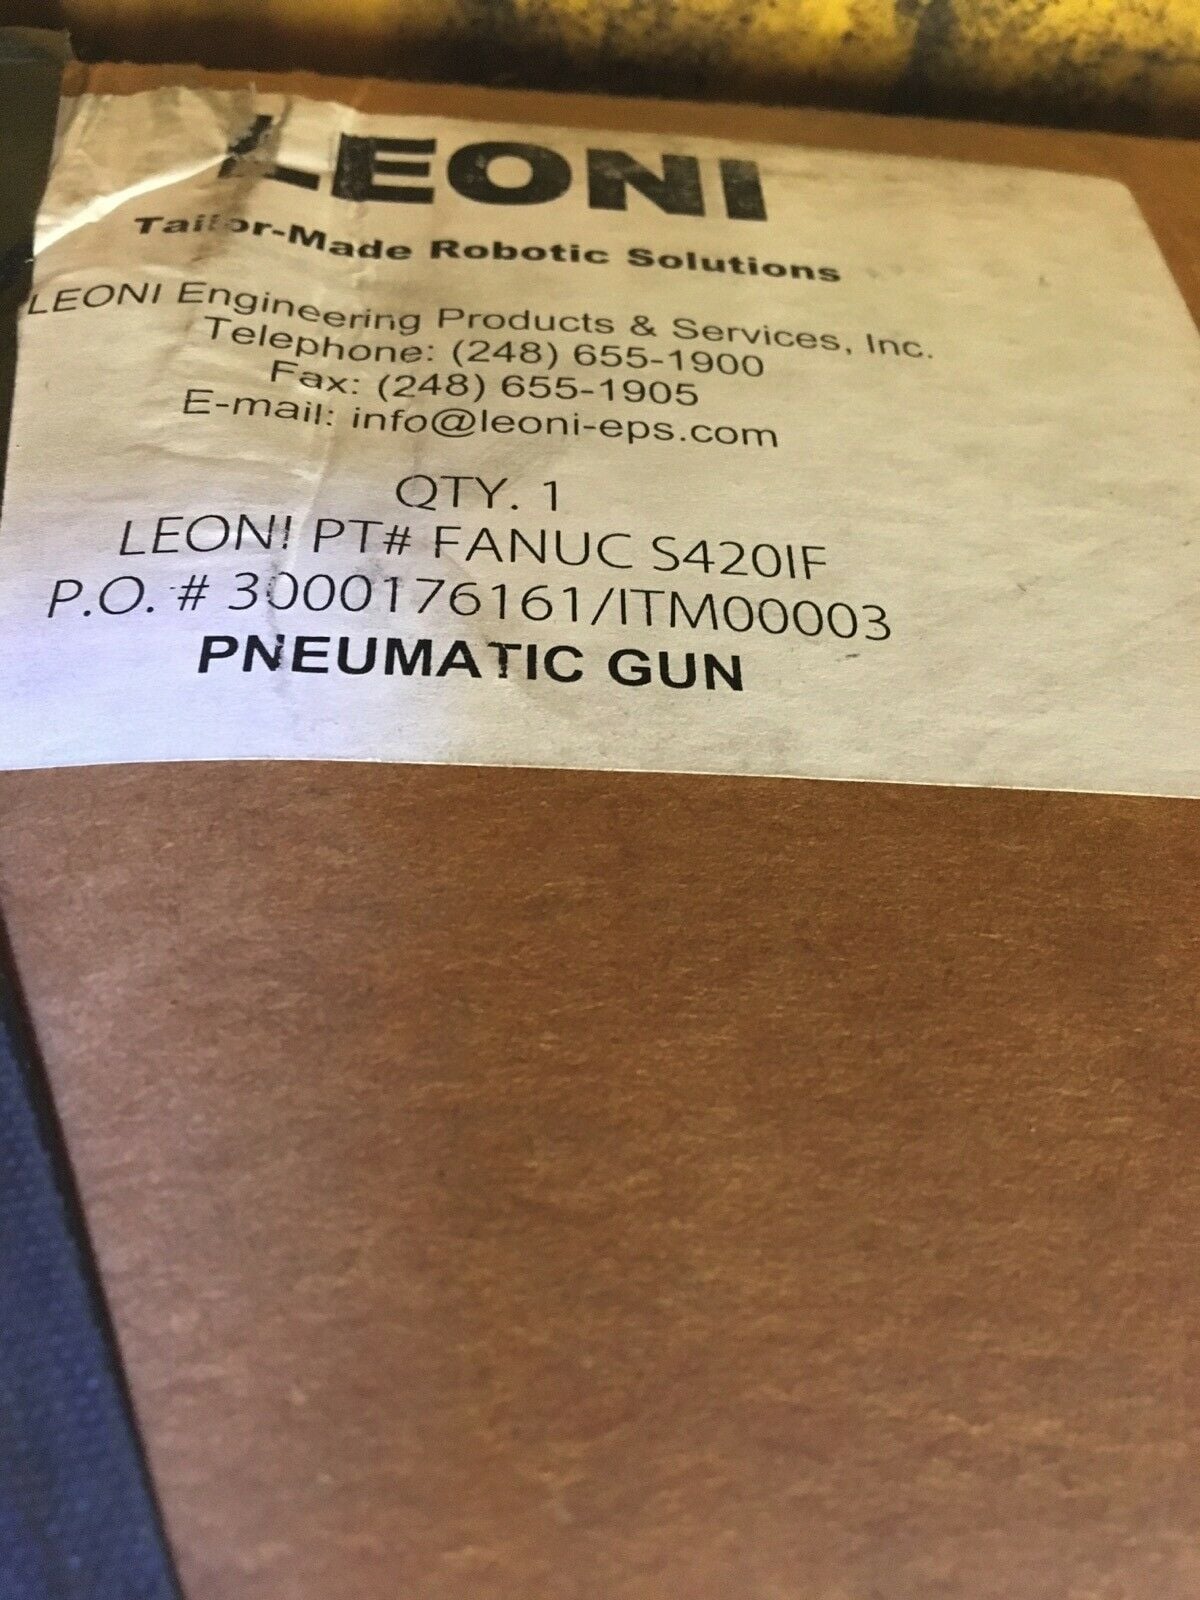 LEONI
Tailor-Made Robotic Solutions
LEONI Engineering Products & Services, Inc.
Telephone: (248) 655-1900
Fax: (248) 655-1905
E-mail: info@leoni-eps.com
QTY. 1
LEONI PT# FANUC S420IF
P.O. # 3000176161/ITM00003
PNEUMATIC GUN